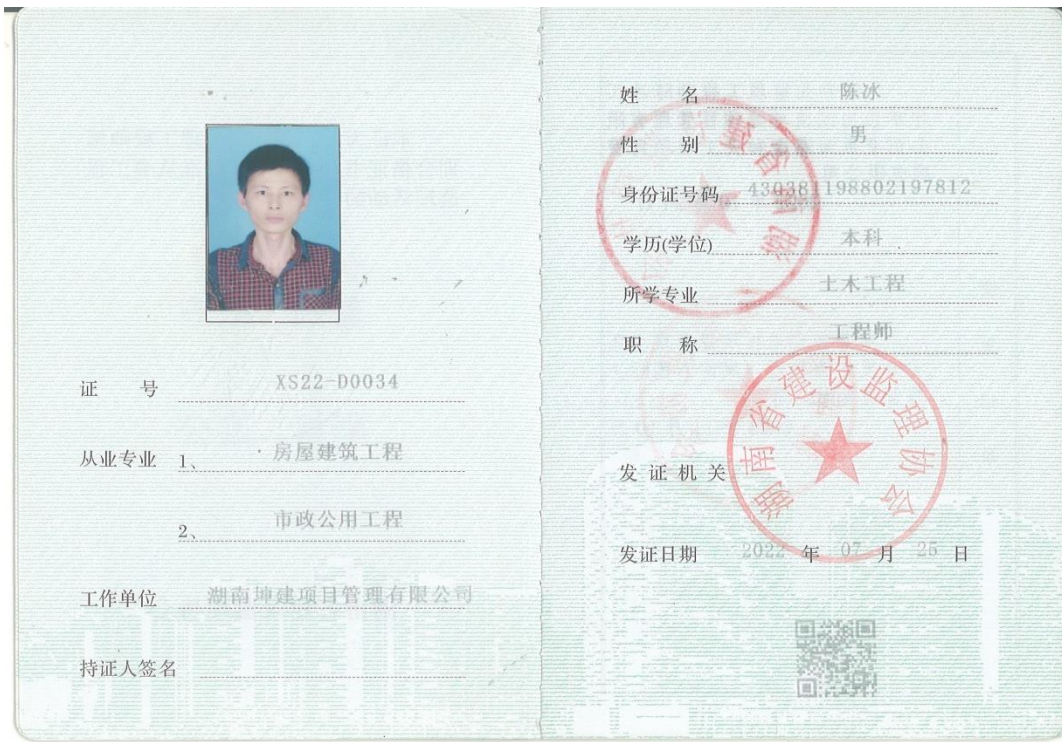 证 号 XS22-D0034
从业专业 1、 房屋建筑工程
2、 市政公用工程
工作单位 湖南坤建项目管理有限公司
持证人签名
姓 名 陈冰
性 别 男
身份证号码 430381198802197812
学历(学位) 本科
所学专业 土木工程
职 称 工程师
发证机关
湖南省建设监理协会
发证日期 2022 年 07 月 25 日